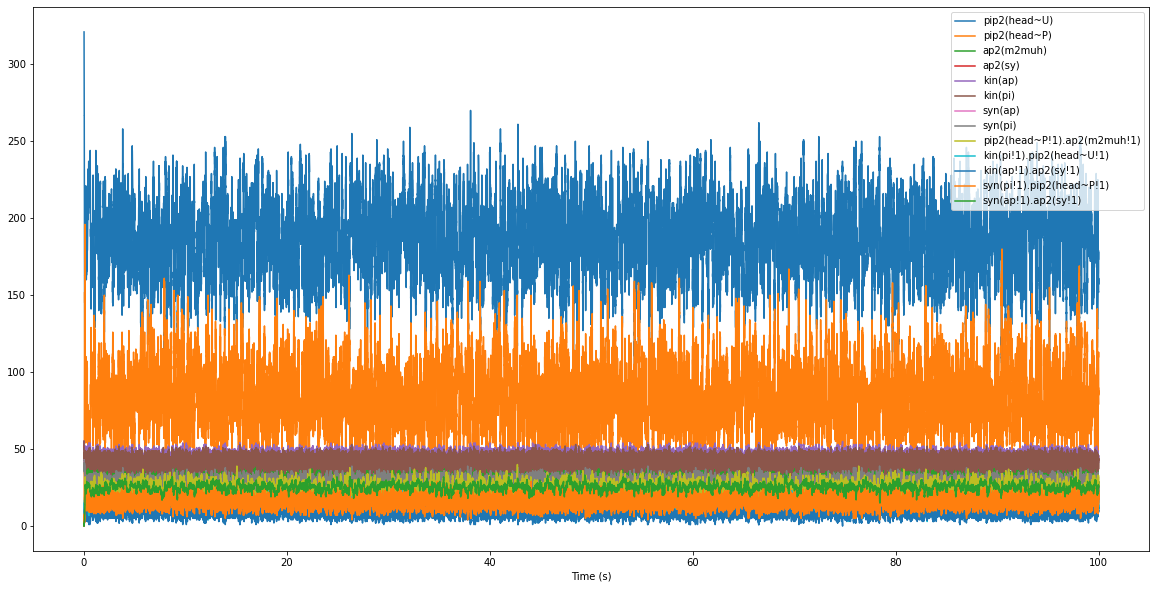 pip2(head~U)
pip2(head~P)
ap2(m2muh)
ap2(sy)
kin(ap)
kin(pi)
syn(ap)
syn(pi)
pip2(head~P!1).ap2(m2muh!1)
kin(pi!1).pip2(head~U!1)
kin(ap!1).ap2(sy!1)
syn(pi!1).pip2(head~P!1)
syn(ap!1).ap2(sy!1)
300
250
200
150
100
50
0
0 20 40 60 80 100
Time (s)